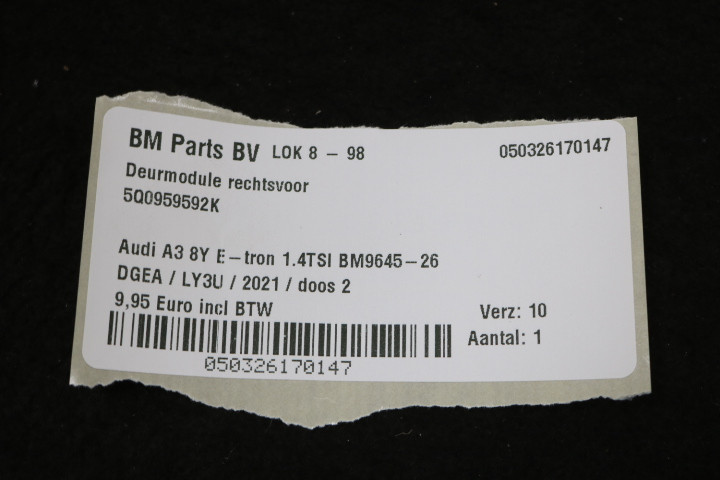 BM Parts BV LOK 8 - 98 050326170147
Deurmodule rechtsvoor
5Q0959592K
Audi A3 8Y E-tron 1.4TSI BM9645-26
DGEA / LY3U / 2021 / doos 2
9,95 Euro incl BTW Verz: 10
Aantal: 1
050326170147